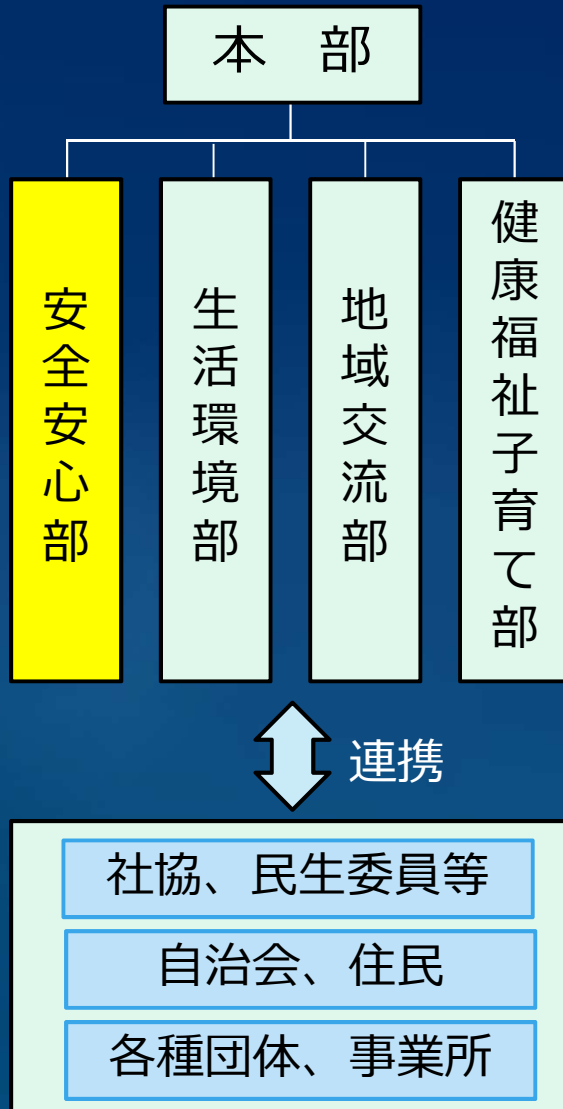 本　部
安全安心部
生活環境部
地域交流部
健康福祉子育て部
連携
社協、民生委員等
自治会、住民
各種団体、事業所